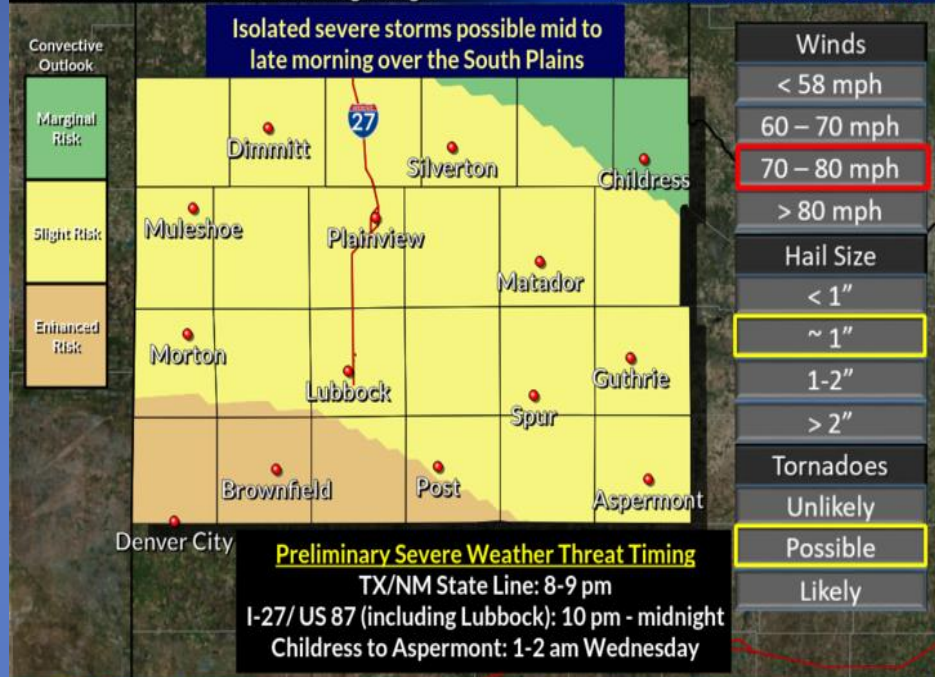 Isolated severe storms possible mid to
late morning over the South Plains
Convective
Outlook
Marginal
Risk
Slight Risk
Enhanced
Risk
27
Dimmitt
Silverton
Childress
Muleshoe
Plainview
Matador
Morton
Lubbock
Guthrie
Spur
Brownfield
Post
Aspermont
Denver City
Winds
< 58 mph
60 – 70 mph
70 – 80 mph
> 80 mph
Hail Size
< 1”
~ 1”
1-2”
> 2”
Tornadoes
Unlikely
Possible
Likely
Preliminary Severe Weather Threat Timing
TX/NM State Line: 8-9 pm
I-27/ US 87 (including Lubbock): 10 pm - midnight
Childress to Aspermont: 1-2 am Wednesday